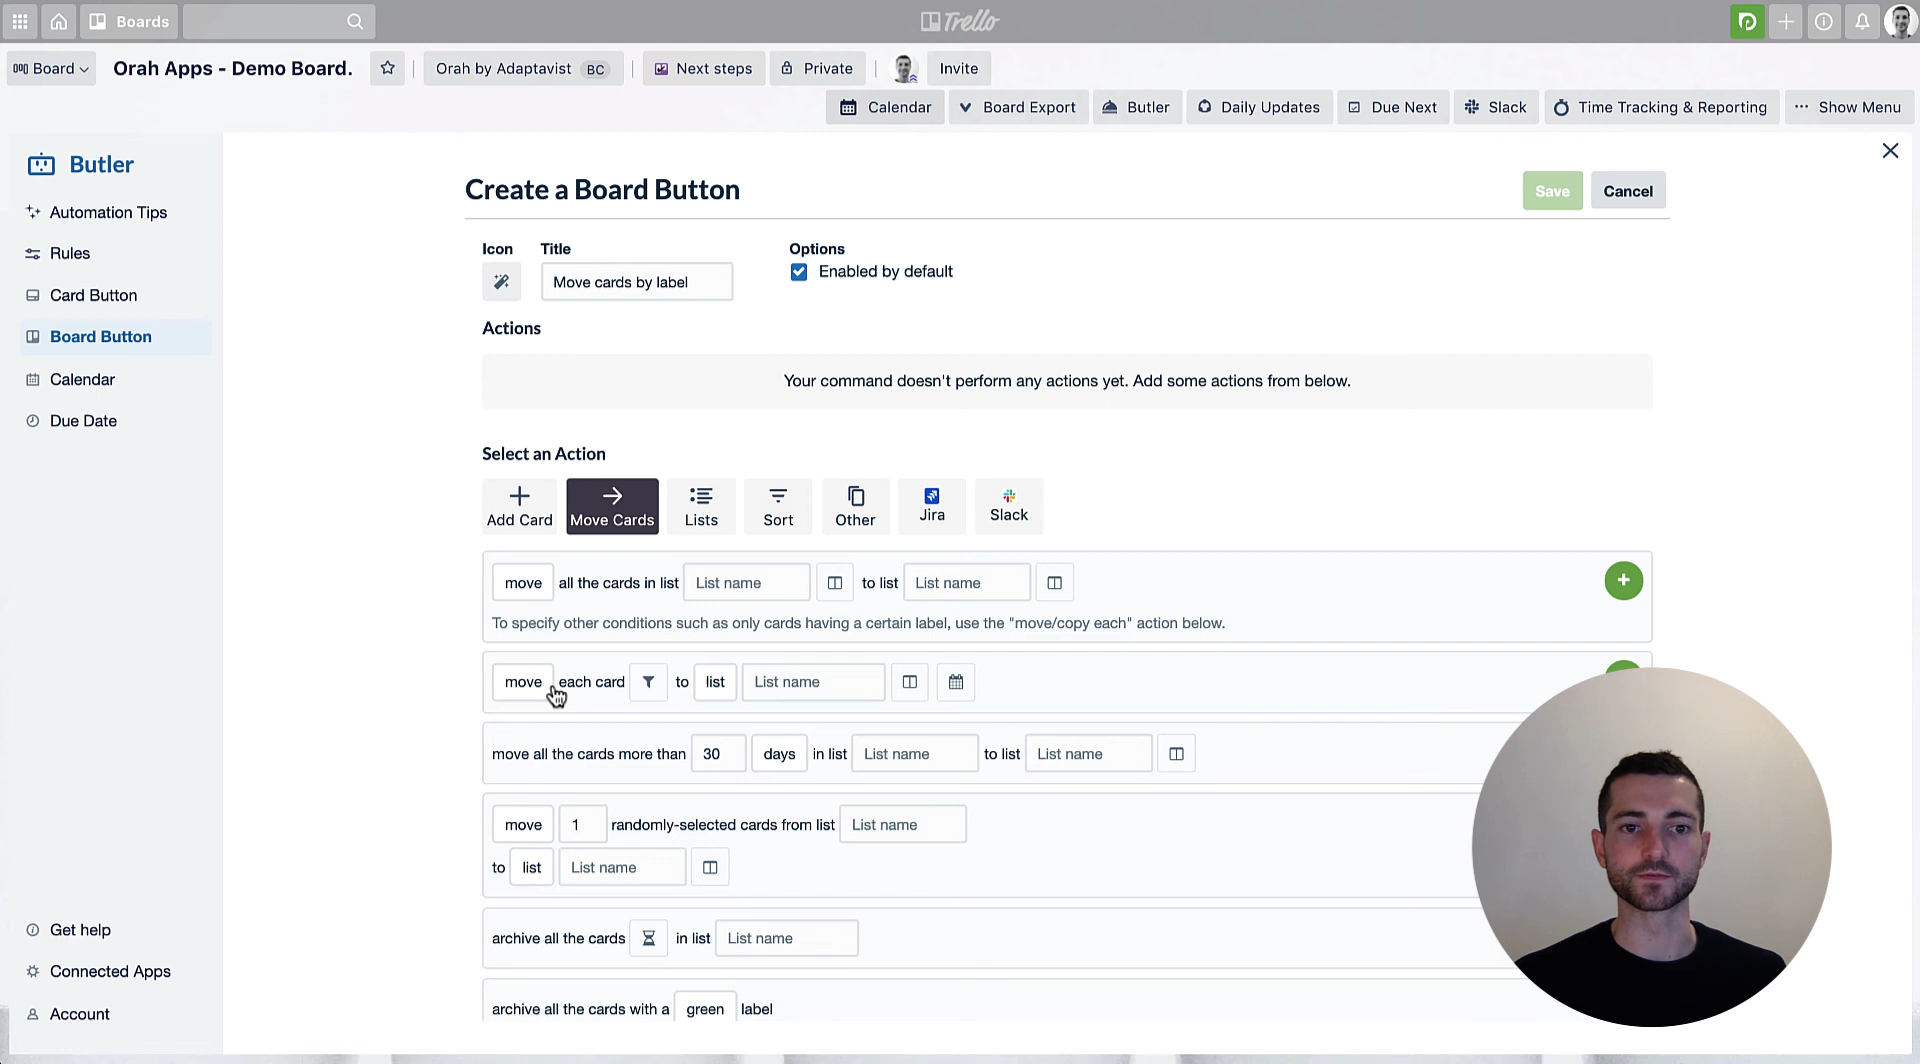 Boards
Trello
Board
Orah Apps - Demo Board.
Orah by Adaptavist BC
Next steps
Private
Invite
Calendar
Board Export
Butler
Daily Updates
Due Next
Slack
Time Tracking & Reporting
Show Menu
Butler
Automation Tips
Rules
Card Button
Board Button
Calendar
Due Date
Get help
Connected Apps
Account
Create a Board Button
Save
Cancel
Icon
Title
Options
Move cards by label
Enabled by default
Actions
Your command doesn't perform any actions yet. Add some actions from below.
Select an Action
Add Card
Move Cards
Lists
Sort
Other
Jira
Slack
move all the cards in list List name to list List name
To specify other conditions such as only cards having a certain label, use the "move/copy each" action below.
move each card to list List name
move all the cards more than 30 days in list List name to list List name
move 1 randomly-selected cards from list List name
to list List name
archive all the cards in list List name
archive all the cards with a green label